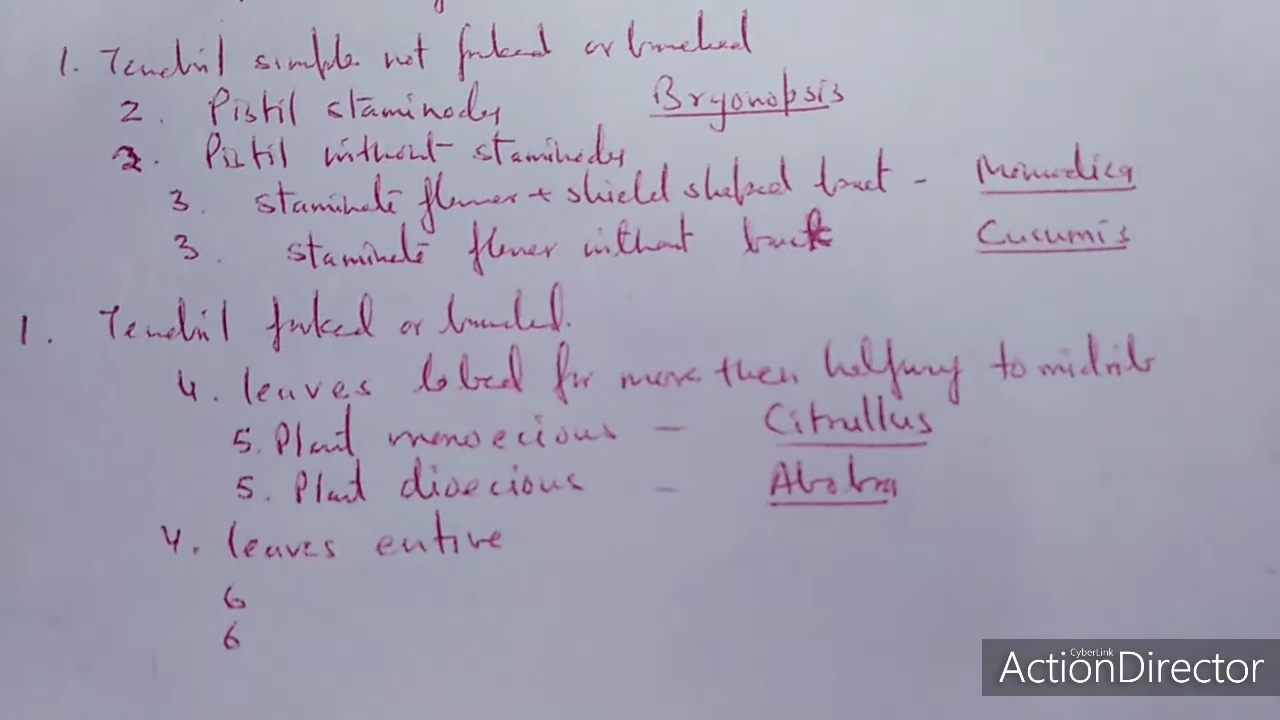 1. Tendril simple not forked or branched
2. Pistil staminodes Bryonopsis
2. Pistil without staminodes
3. staminate flower + shield shaped bract - Momordica
3. staminate flower without bract Cucumis
1. Tendril forked or branched.
4. leaves lobed for more then halfway to midrib
5. Plant monoecious - Citrullus
5. Plant dioecious - Abobra
4. leaves entire
6
6
CyberLink
ActionDirector